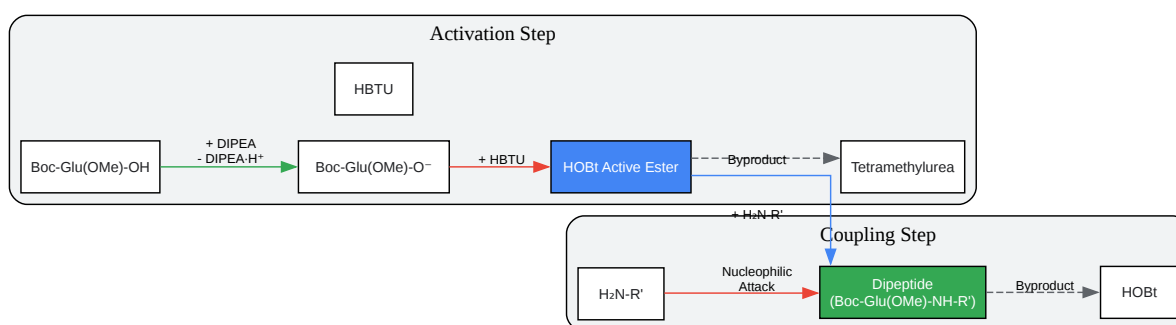 Activation Step
HBTU
Boc-Glu(OMe)-OH
+ DIPEA
- DIPEA·H⁺
Boc-Glu(OMe)-O⁻
+ HBTU
HOBt Active Ester
Byproduct
Tetramethylurea
+ H₂N-R'
Coupling Step
H₂N-R'
Nucleophilic
Attack
Dipeptide
(Boc-Glu(OMe)-NH-R')
Byproduct
HOBt